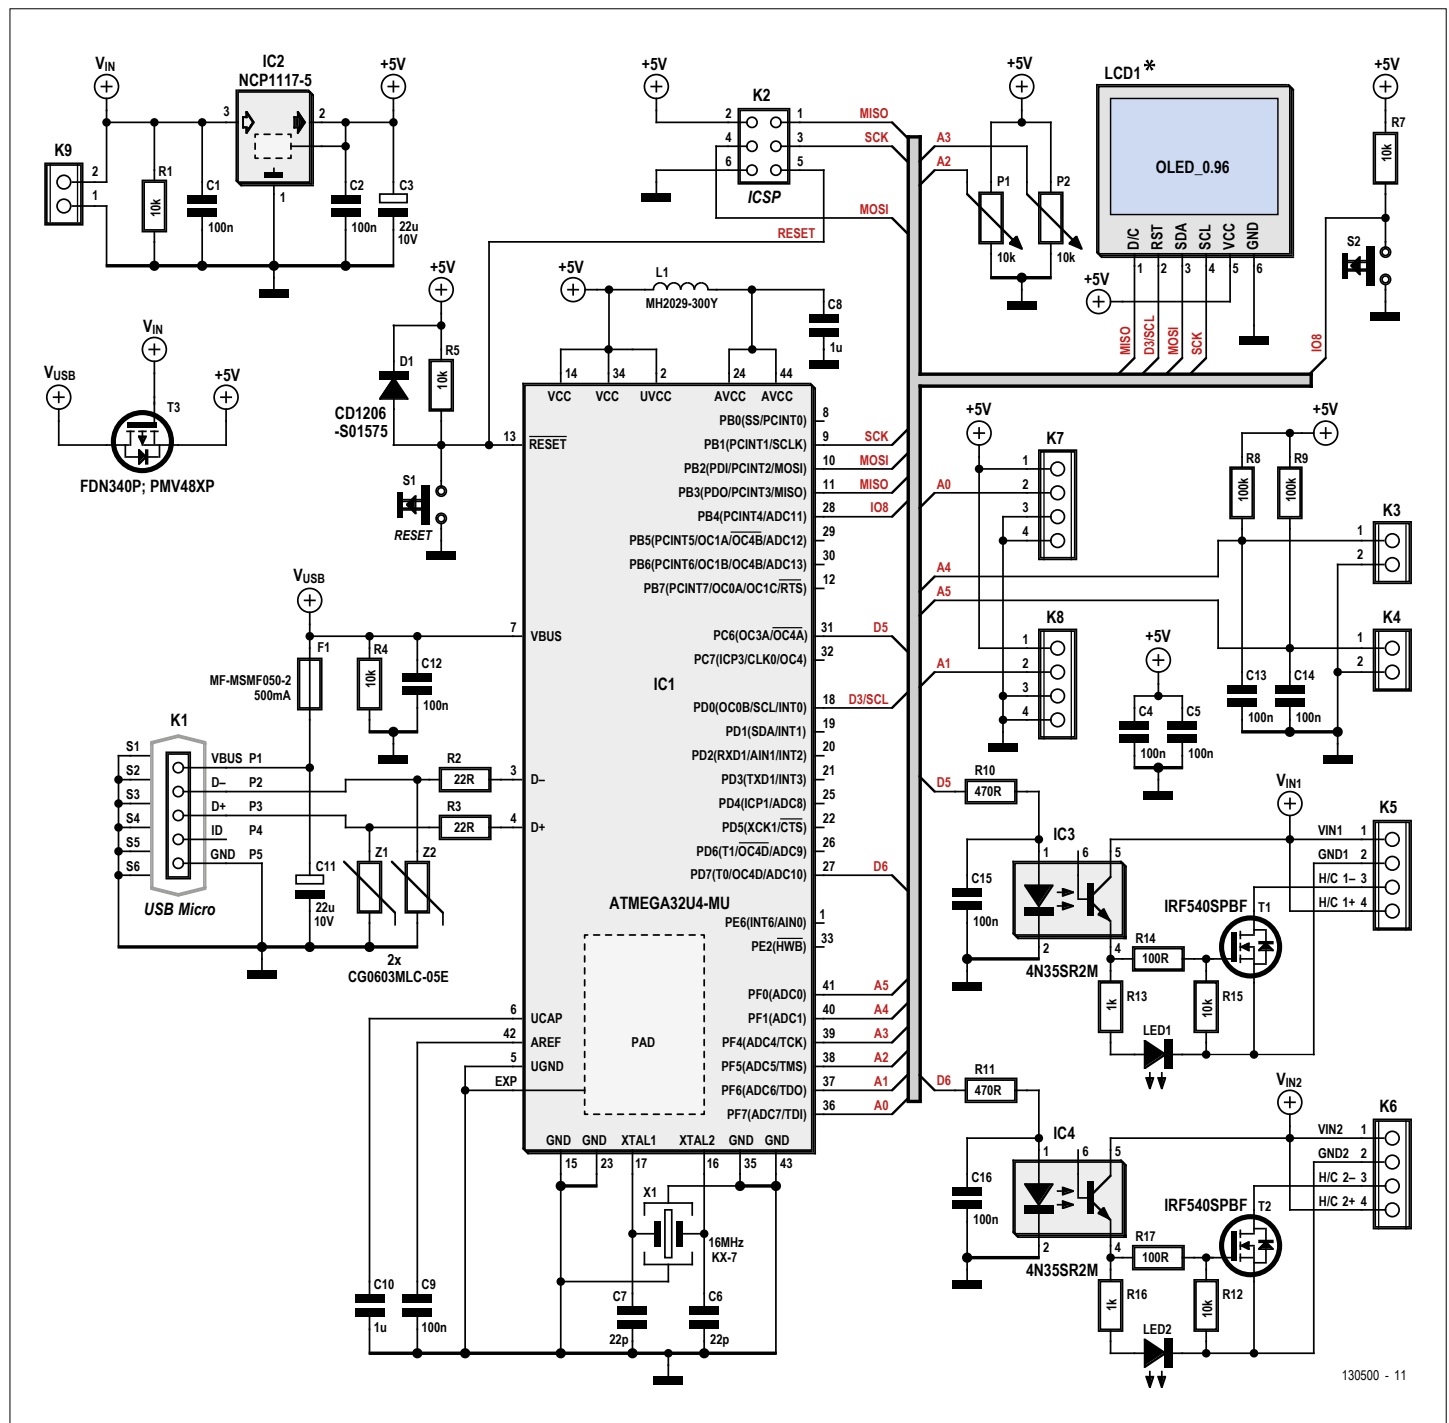 VIN
IC2
NCP1117-5
+5V
3
2
1
K9
2
1
R1
10k
C1
100n
C2
100n
C3
22u
10V
+5V
K2
2
4
6
1
3
5
ICSP
MISO
SCK
MOSI
RESET
A3
A2
+5V
P1
10k
P2
10k
LCD1*
OLED_0.96
D/C
RST
SDA
SCL
VCC
GND
1
2
3
4
5
6
+5V
MISO
D3/SCL
MOSI
SCK
IO8
+5V
R7
10k
S2
VIN
VUSB
+5V
T3
FDN340P; PMV48XP
+5V
D1
R5
10k
CD1206
-S01575
S1
RESET
+5V
L1
MH2029-300Y
C8
1u
14
34
2
24
44
VCC
VCC
UVCC
AVCC
AVCC
13
RESET
7
VBUS
3
D–
4
D+
6
UCAP
42
AREF
5
UGND
EXP
IC1
ATMEGA32U4-MU
PAD
PB0(SS/PCINT0)
8
PB1(PCINT1/SCLK)
9
SCK
PB2(PDI/PCINT2/MOSI)
10
MOSI
PB3(PDO/PCINT3/MISO)
11
MISO
PB4(PCINT4/ADC11)
28
IO8
PB5(PCINT5/OC1A/OC4B/ADC12)
29
PB6(PCINT6/OC1B/OC4B/ADC13)
30
PB7(PCINT7/OC0A/OC1C/RTS)
12
PC6(OC3A/OC4A)
31
D5
PC7(ICP3/CLK0/OC4)
32
PD0(OC0B/SCL/INT0)
18
D3/SCL
PD1(SDA/INT1)
19
PD2(RXD1/AIN1/INT2)
20
PD3(TXD1/INT3)
21
PD4(ICP1/ADC8)
25
PD5(XCK1/CTS)
22
PD6(T1/OC4D/ADC9)
26
PD7(T0/OC4D/ADC10)
27
D6
PE6(INT6/AIN0)
1
PE2(HWB)
33
PF0(ADC0)
41
A5
PF1(ADC1)
40
A4
PF4(ADC4/TCK)
39
A3
PF5(ADC5/TMS)
38
A2
PF6(ADC6/TDO)
37
A1
PF7(ADC7/TDI)
36
A0
GND
GND
XTAL1
XTAL2
GND
GND
15
23
17
16
35
43
VUSB
F1
MF-MSMF050-2
500mA
R4
10k
C12
100n
K1
S1
S2
S3
S4
S5
S6
VBUS P1
D– P2
D+ P3
ID P4
GND P5
USB Micro
R2
22R
R3
22R
C11
22u
10V
Z1
Z2
2x
CG0603MLC-05E
C10
1u
C9
100n
X1
16MHz
KX-7
C7
22p
C6
22p
+5V
K7
1
2
3
4
A0
K8
1
2
3
4
A1
+5V
R8
100k
R9
100k
A4
A5
K3
1
2
K4
1
2
C13
100n
C14
100n
+5V
C4
100n
C5
100n
D5
R10
470R
C15
100n
IC3
1
6
5
2
4
4N35SR2M
VIN1
K5
VIN1 1
GND1 2
H/C 1– 3
H/C 1+ 4
IRF540SPBF
T1
R14
100R
R13
1k
R15
10k
LED1
D6
R11
470R
C16
100n
IC4
1
6
5
2
4
4N35SR2M
VIN2
K6
VIN2 1
GND2 2
H/C 2– 3
H/C 2+ 4
IRF540SPBF
T2
R17
100R
R16
1k
R12
10k
LED2
130500 - 11